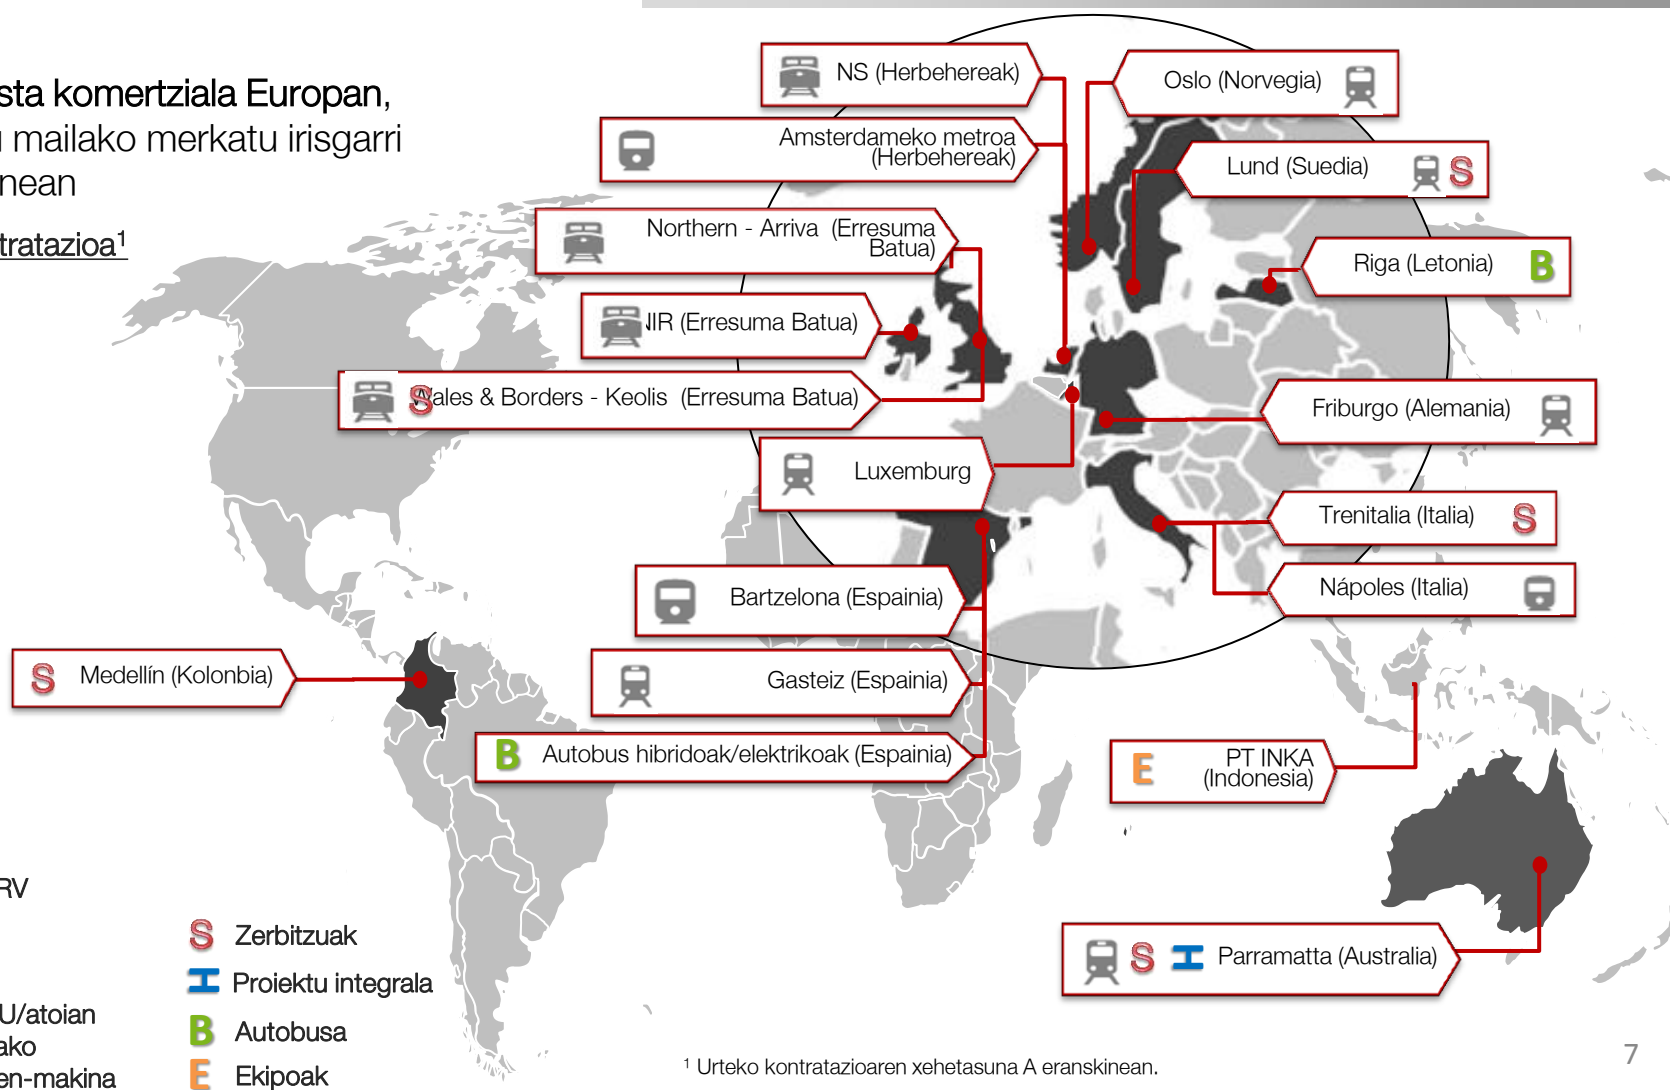 sta komertziala Europan,
mailako merkatu irisgarri
nean
tratazioa¹
NS (Herbehereak)
Oslo (Norvegia)
Amsterdameko metroa
(Herbehereak)
Lund (Suedia)
S
Northern - Arriva (Erresuma
Batua)
Riga (Letonia)
B
NIR (Erresuma Batua)
S
Wales & Borders - Keolis (Erresuma Batua)
Friburgo (Alemania)
Luxemburg
Trenitalia (Italia)
S
Bartzelona (Espainia)
Nápoles (Italia)
S
Medellín (Kolonbia)
Gasteiz (Espainia)
B
Autobus hibridoak/elektrikoak (Espainia)
E
PT INKA
(Indonesia)
RV
S Zerbitzuak
I Proiektu integrala
S I Parramatta (Australia)
U/atoian
ako
en-makina
B Autobusa
E Ekipoak
¹ Urteko kontratazioaren xehetasuna A eranskinean.
7